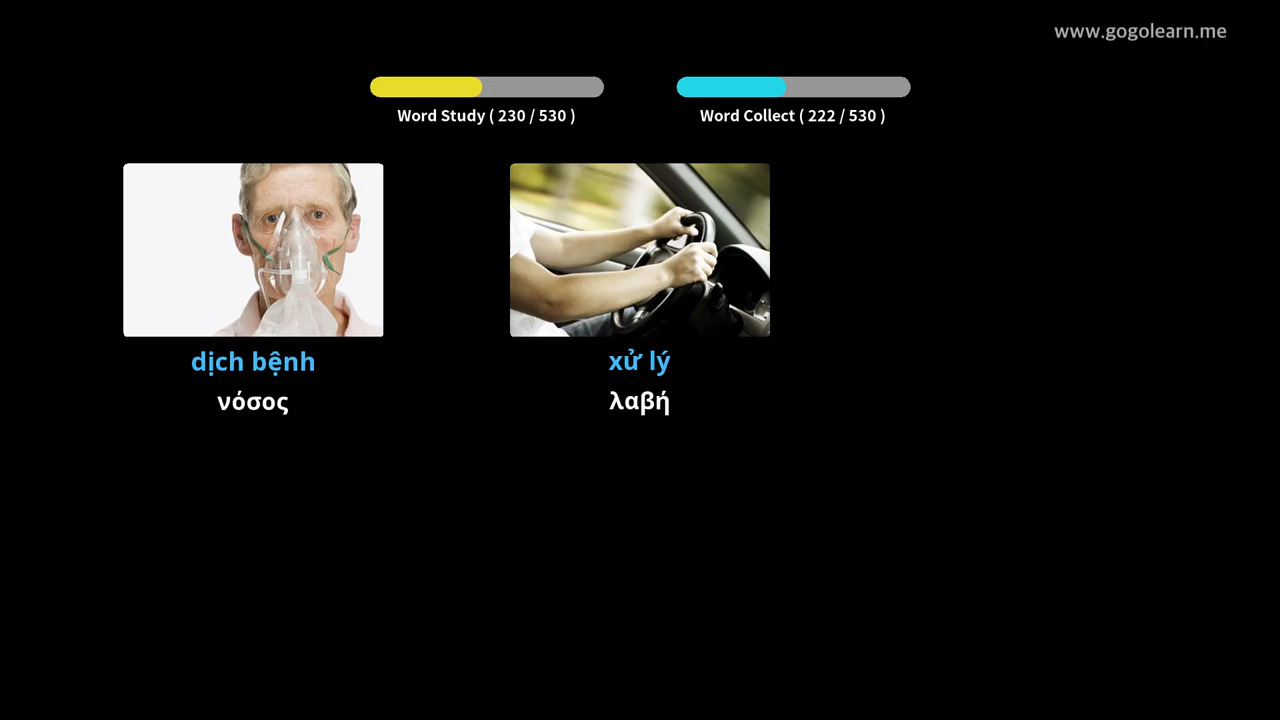 www.gogolearn.me
Word Study ( 230 / 530 )
Word Collect ( 222 / 530 )
dịch bệnh
νόσος
xử lý
λαβή